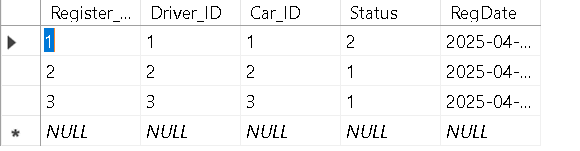 Register_... Driver_ID Car_ID Status RegDate
1 1 1 2 2025-04-...
2 2 2 1 2025-04-...
3 3 3 1 2025-04-...
* NULL NULL NULL NULL NULL